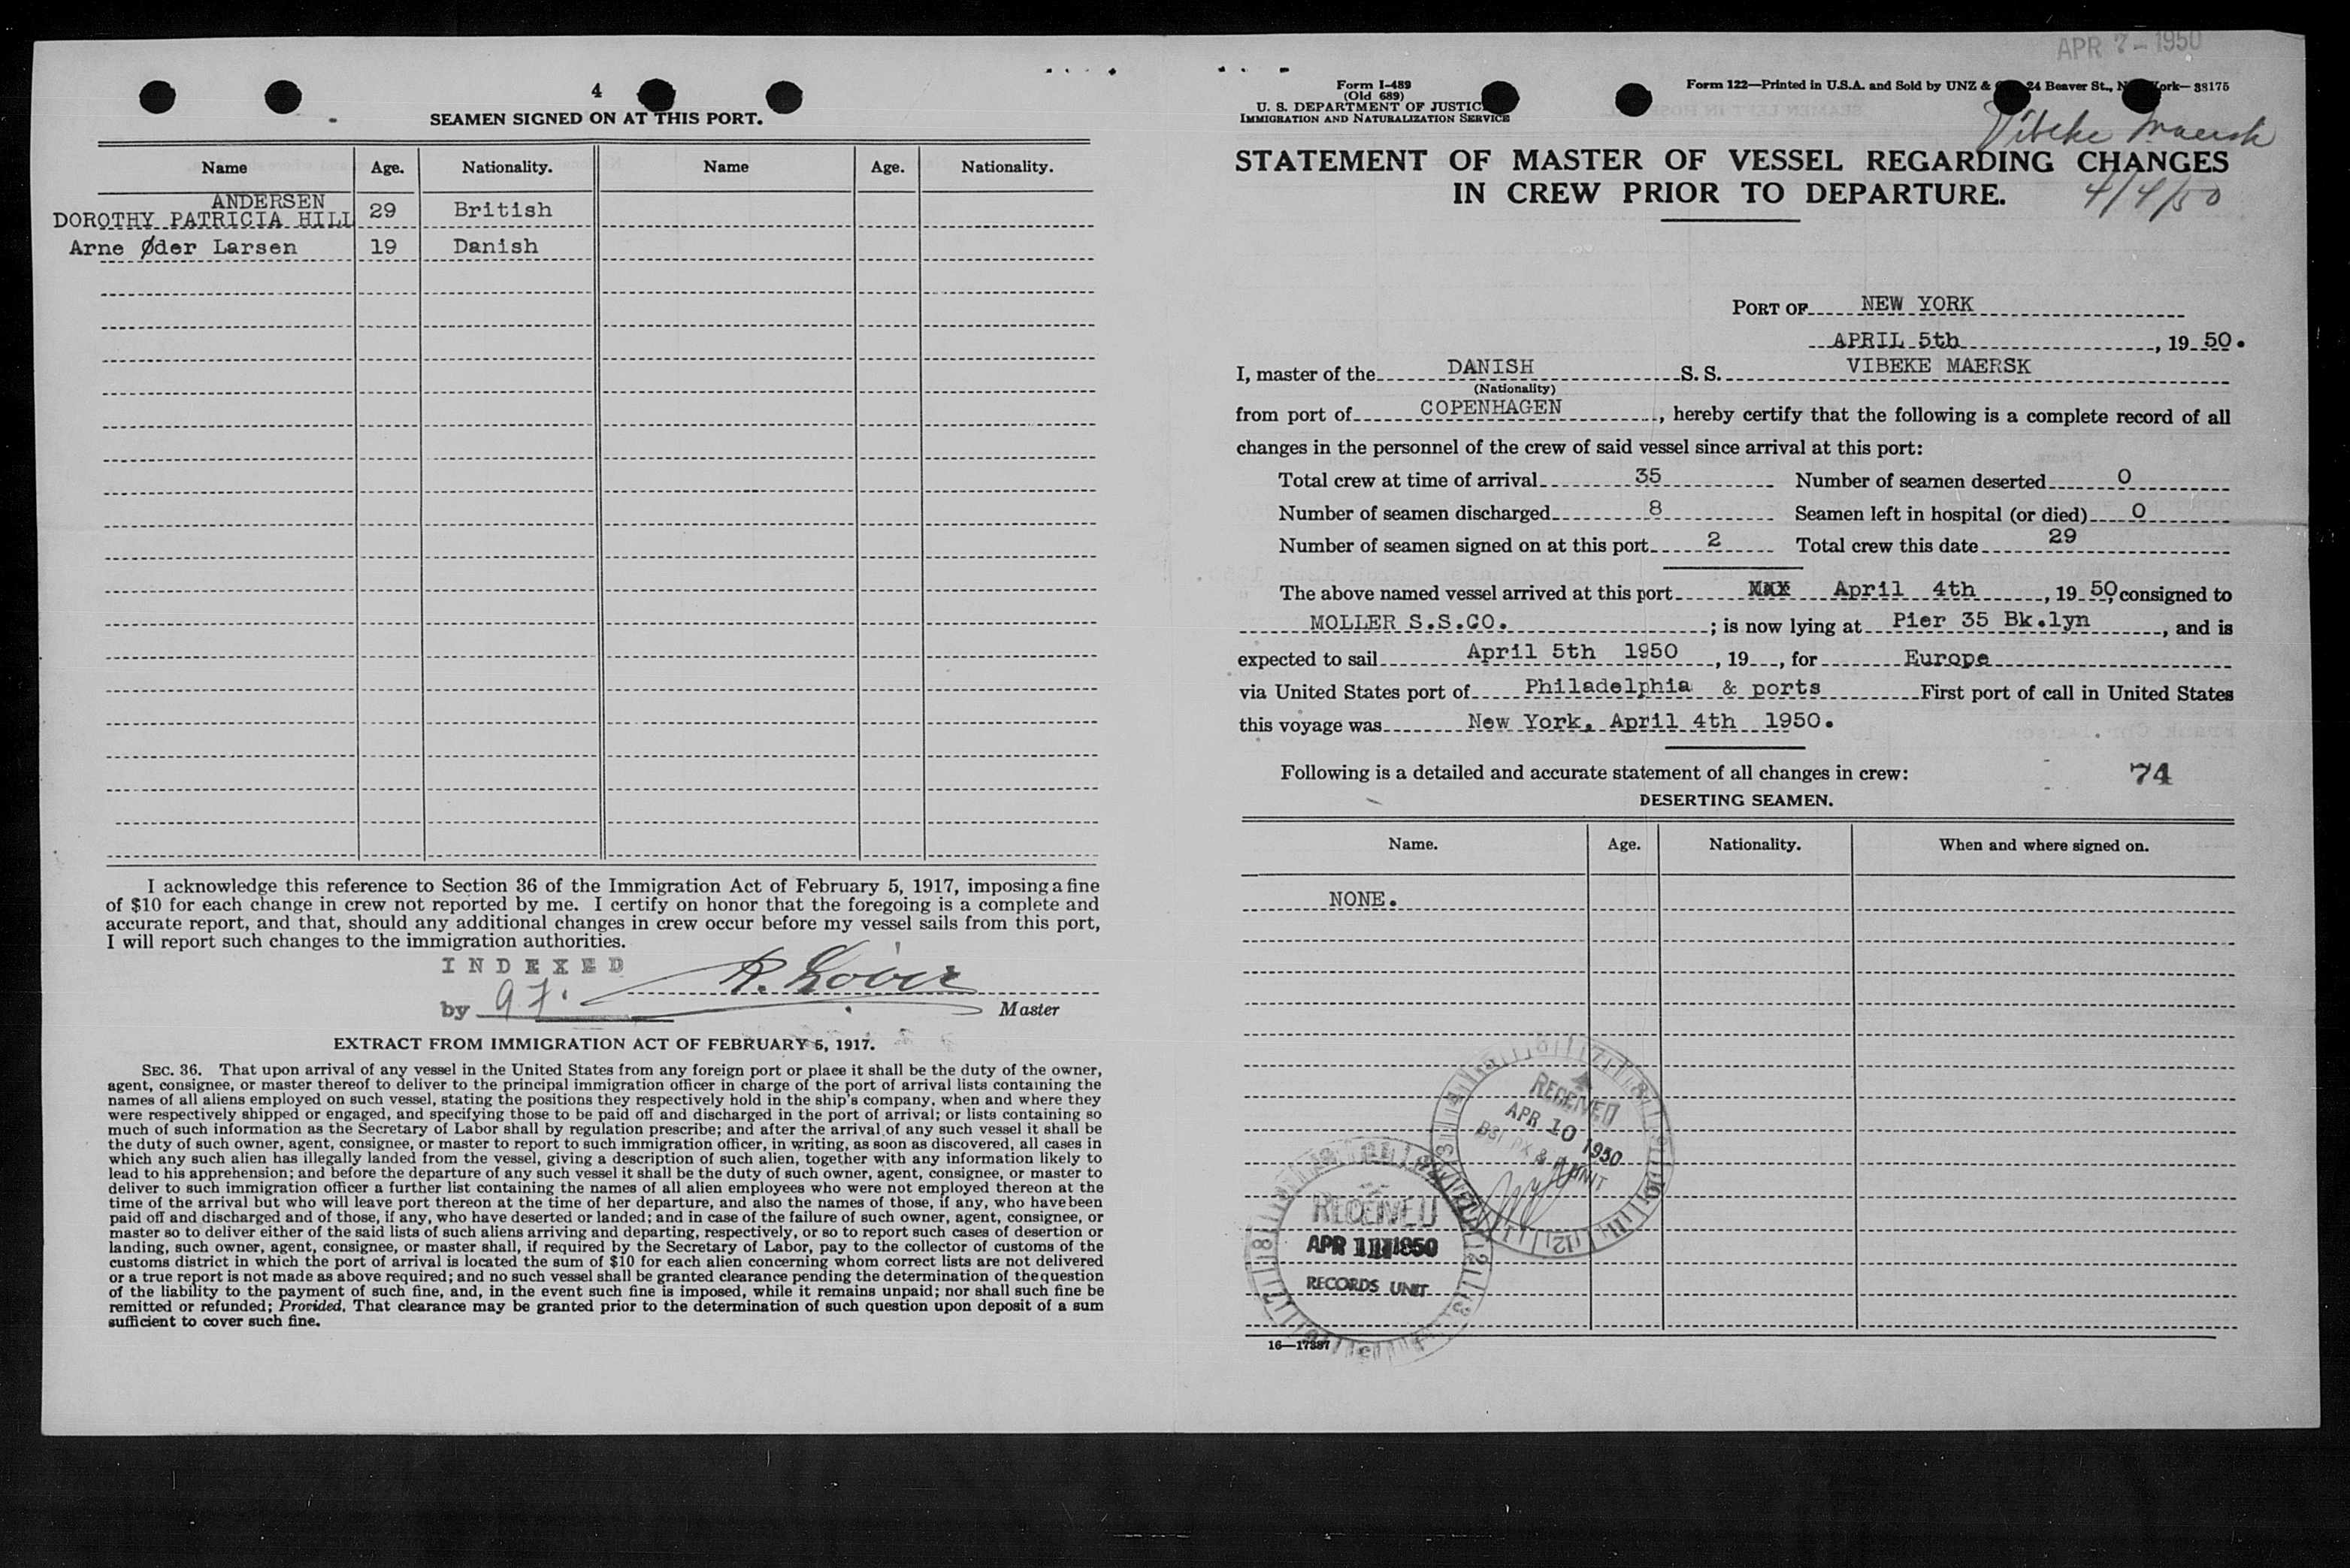 4
SEAMEN SIGNED ON AT THIS PORT.
Name Age. Nationality. Name Age. Nationality.
ANDERSEN
DOROTHY PATRICIA HILL 29 British
Arne Øder Larsen 19 Danish
I acknowledge this reference to Section 36 of the Immigration Act of February 5, 1917, imposing a fine
of $10 for each change in crew not reported by me. I certify on honor that the foregoing is a complete and
accurate report, and that, should any additional changes in crew occur before my vessel sails from this port,
I will report such changes to the immigration authorities.
INDEXED
by
Master
EXTRACT FROM IMMIGRATION ACT OF FEBRUARY 5, 1917.
SEC. 36. That upon arrival of any vessel in the United States from any foreign port or place it shall be the duty of the owner,
agent, consignee, or master thereof to deliver to the principal immigration officer in charge of the port of arrival lists containing the
names of all aliens employed on such vessel, stating the positions they respectively hold in the ship's company, when and where they
were respectively shipped or engaged, and specifying those to be paid off and discharged in the port of arrival; or lists containing so
much of such information as the Secretary of Labor shall by regulation prescribe; and after the arrival of any such vessel it shall be
the duty of such owner, agent, consignee, or master to report to such immigration officer, in writing, as soon as discovered, all cases in
which any such alien has illegally landed from the vessel, giving a description of such alien, together with any information likely to
lead to his apprehension; and before the departure of any such vessel it shall be the duty of such owner, agent, consignee, or master to
deliver to such immigration officer a further list containing the names of all alien employees who were not employed thereon at the
time of the arrival but who will leave port thereon at the time of her departure, and also the names of those, if any, who have been
paid off and discharged and of those, if any, who have deserted or landed; and in case of the failure of such owner, agent, consignee, or
master so to deliver either of the said lists of such aliens arriving and departing, respectively, or so to report such cases of desertion or
landing, such owner, agent, consignee, or master shall, if required by the Secretary of Labor, pay to the collector of customs of the
customs district in which the port of arrival is located the sum of $10 for each alien concerning whom correct lists are not delivered
or a true report is not made as above required; and no such vessel shall be granted clearance pending the determination of the question
of the liability to the payment of such fine, and, in the event such fine is imposed, while it remains unpaid; nor shall such fine be
remitted or refunded; Provided, That clearance may be granted prior to the determination of such question upon deposit of a sum
sufficient to cover such fine.
APR 7 - 1950
Form I-489
(Old 689)
U. S. DEPARTMENT OF JUSTICE
IMMIGRATION AND NATURALIZATION SERVICE
Form 122—Printed in U.S.A. and Sold by UNZ & 24 Beaver St., 38175
Vibeke Maersk
STATEMENT OF MASTER OF VESSEL REGARDING CHANGES
IN CREW PRIOR TO DEPARTURE.
4/4/50
PORT OF NEW YORK
APRIL 5th, 19 50.
I, master of the DANISH S. S. VIBEKE MAERSK
(Nationality)
from port of COPENHAGEN, hereby certify that the following is a complete record of all
changes in the personnel of the crew of said vessel since arrival at this port:
Total crew at time of arrival 35 Number of seamen deserted 0
Number of seamen discharged 8 Seamen left in hospital (or died) 0
Number of seamen signed on at this port 2 Total crew this date 29
The above named vessel arrived at this port April 4th, 19 50, consigned to
MOLLER S.S.CO.; is now lying at Pier 35 Bk.lyn, and is
expected to sail April 5th 1950, 19, for Europe
via United States port of Philadelphia & ports First port of call in United States
this voyage was New York, April 4th 1950.
Following is a detailed and accurate statement of all changes in crew: 74
DESERTING SEAMEN.
Name. Age. Nationality. When and where signed on.
NONE.
RECEIVED
APR 10 1950
RECEIVED
APR 1950
RECORDS UNIT
16—17387